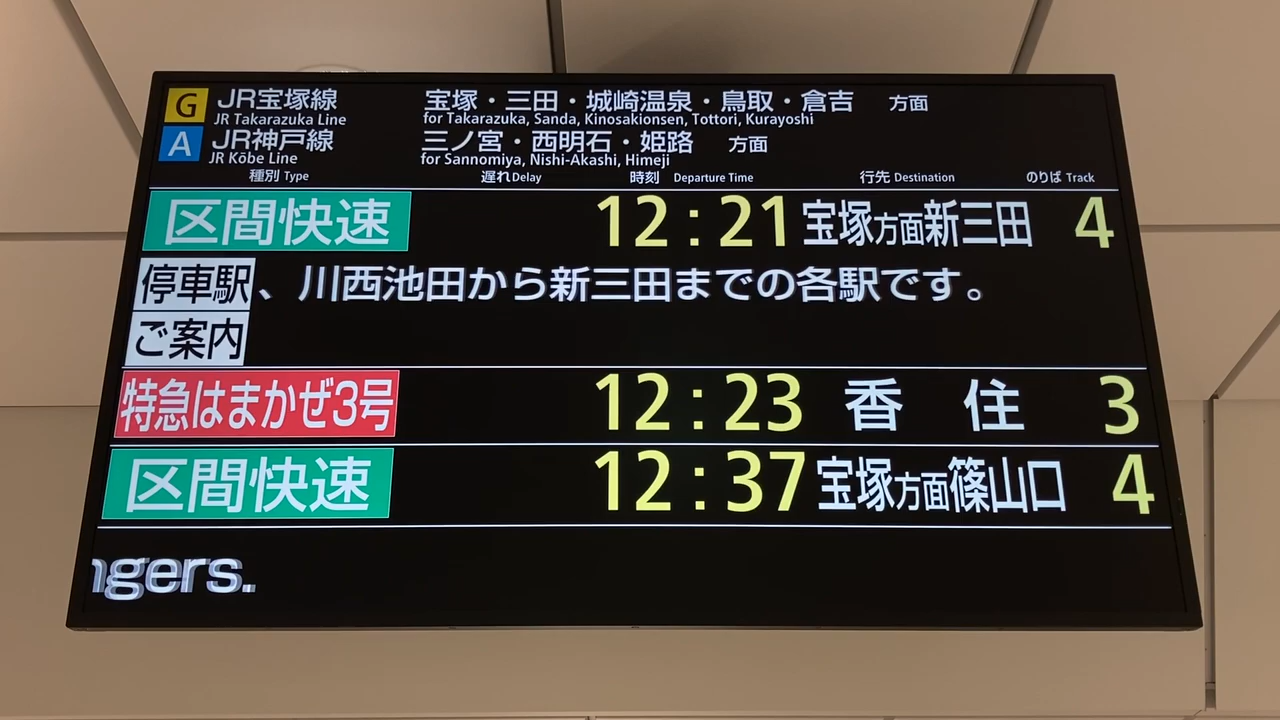 G JR宝塚線 宝塚・三田・城崎温泉・鳥取・倉吉 方面
JR Takarazuka Line for Takarazuka, Sanda, Kinosakionsen, Tottori, Kurayoshi
A JR神戸線 三ノ宮・西明石・姫路 方面
JR Kōbe Line for Sannomiya, Nishi-Akashi, Himeji
種別 Type 遅れ Delay 時刻 Departure Time 行先 Destination のりば Track
区間快速 12:21 宝塚方面新三田 4
停車駅 、川西池田から新三田までの各駅です。
ご案内
特急はまかぜ3号 12:23 香住 3
区間快速 12:37 宝塚方面篠山口 4
ngers.